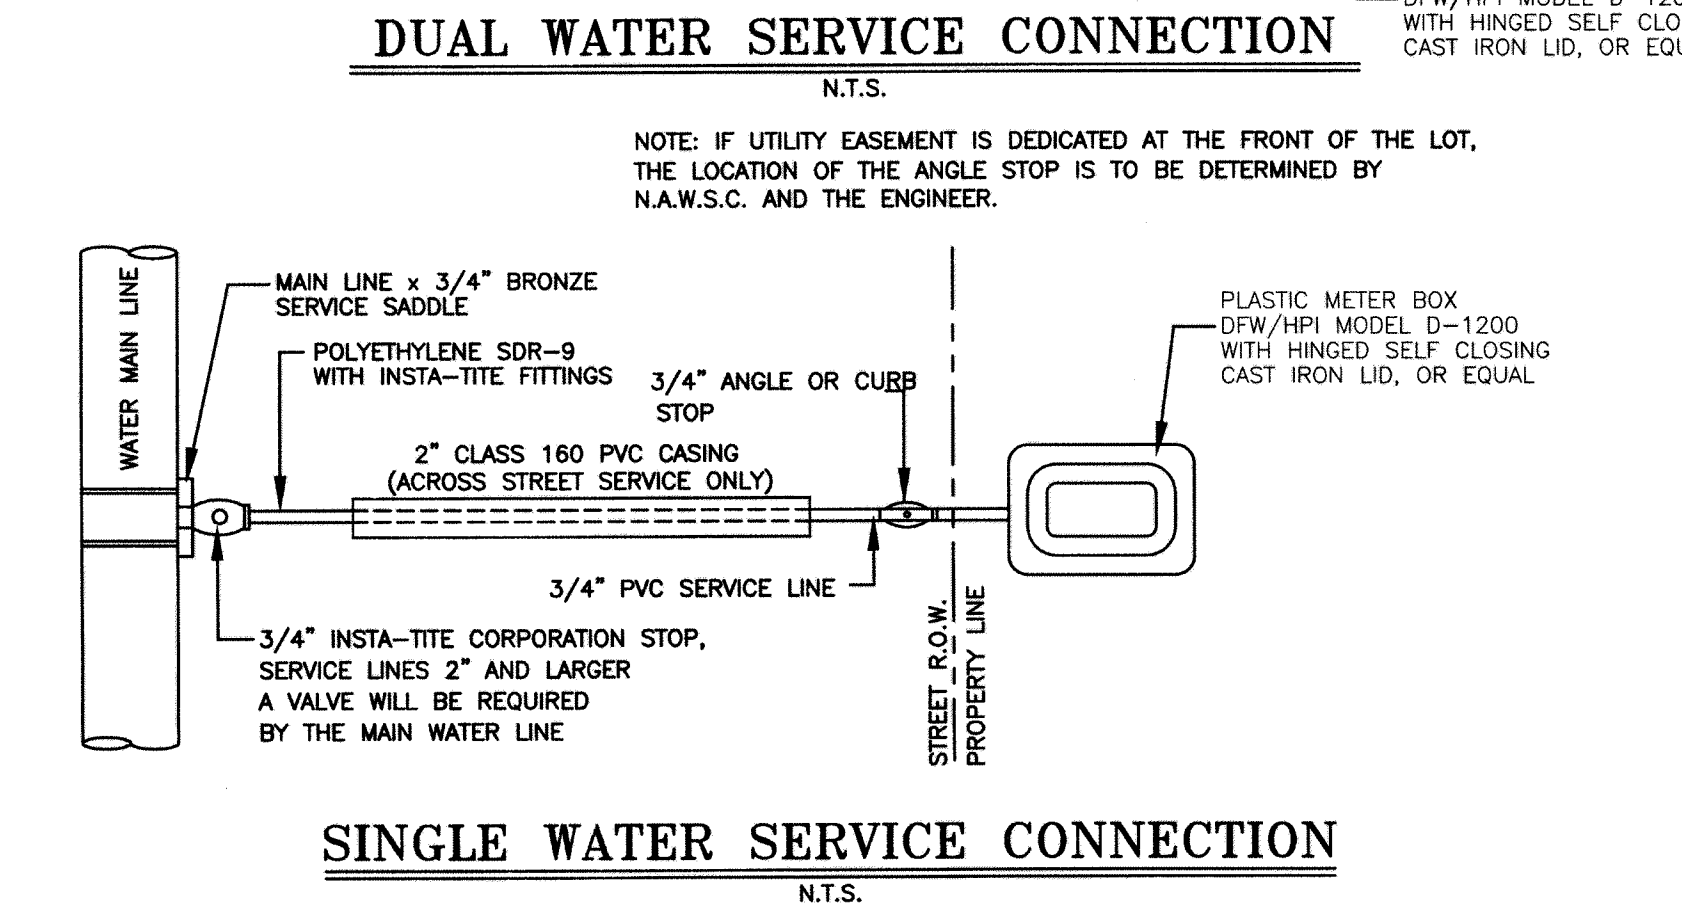 DUAL WATER SERVICE CONNECTION
N.T.S.
WITH HINGED SELF
CAST IRON LID, OR
NOTE: IF UTILITY EASEMENT IS DEDICATED AT THE FRONT OF THE LOT,
THE LOCATION OF THE ANGLE STOP IS TO BE DETERMINED BY
N.A.W.S.C. AND THE ENGINEER.
WATER MAIN LINE
MAIN LINE x 3/4" BRONZE
SERVICE SADDLE
POLYETHYLENE SDR-9
WITH INSTA-TITE FITTINGS
3/4" ANGLE OR CURB
STOP
2" CLASS 160 PVC CASING
(ACROSS STREET SERVICE ONLY)
PLASTIC METER BOX
DFW/HPI MODEL D-1200
WITH HINGED SELF CLOSING
CAST IRON LID, OR EQUAL
3/4" PVC SERVICE LINE
3/4" INSTA-TITE CORPORATION STOP,
SERVICE LINES 2" AND LARGER
A VALVE WILL BE REQUIRED
BY THE MAIN WATER LINE
STREET R.O.W.
PROPERTY LINE
SINGLE WATER SERVICE CONNECTION
N.T.S.